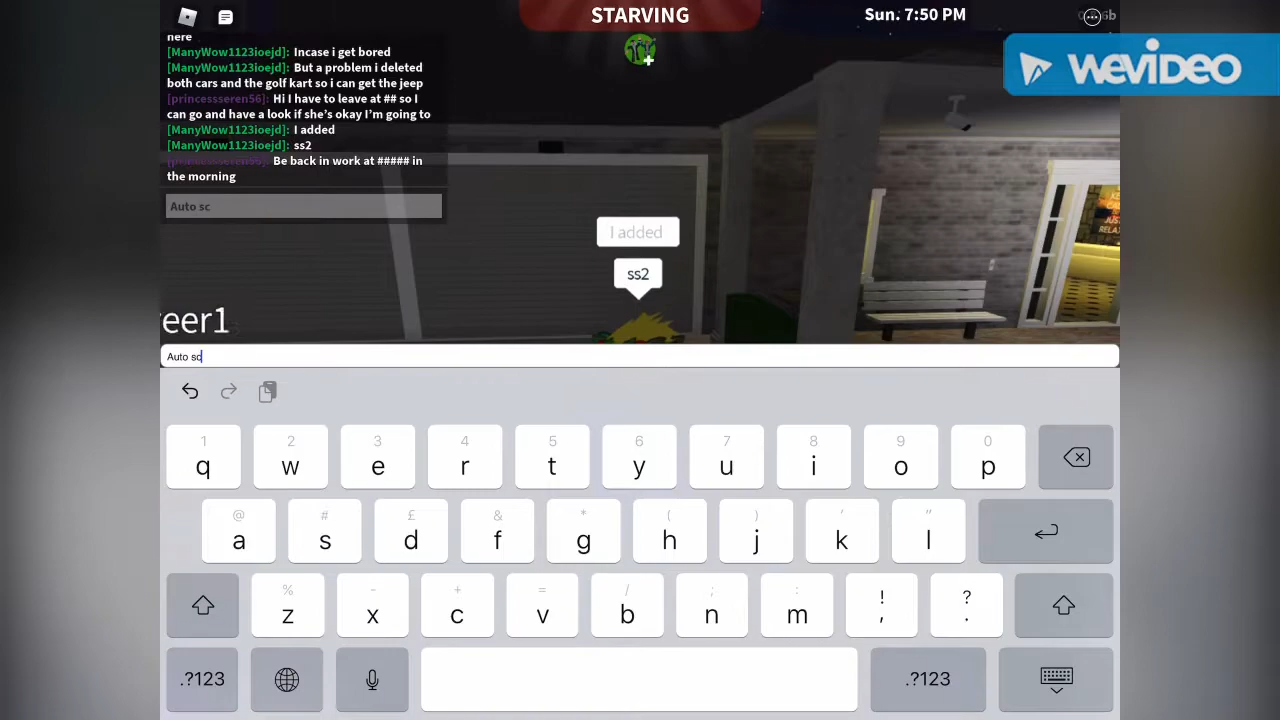 STARVING
Sun. 7:50 PM
WEVIDEO
here
[ManyWow1123ioejd]: Incase i get bored
[ManyWow1123ioejd]: But a problem i deleted
both cars and the golf kart so i can get the jeep
[princessseren56]: Hi I have to leave at ## so I
can go and have a look if she's okay I'm going to
[ManyWow1123ioejd]: I added
[ManyWow1123ioejd]: ss2
[princessseren56]: Be back in work at ##### in
the morning
Auto sc
I added
ss2
eer1
Auto sc
1 2 3 4 5 6 7 8 9 0
q w e r t y u i o p
@ # £ & * ( ) ' "
a s d f g h j k l
% - + = / ; : ! ?
z x c v b n m , .
.?123 .?123